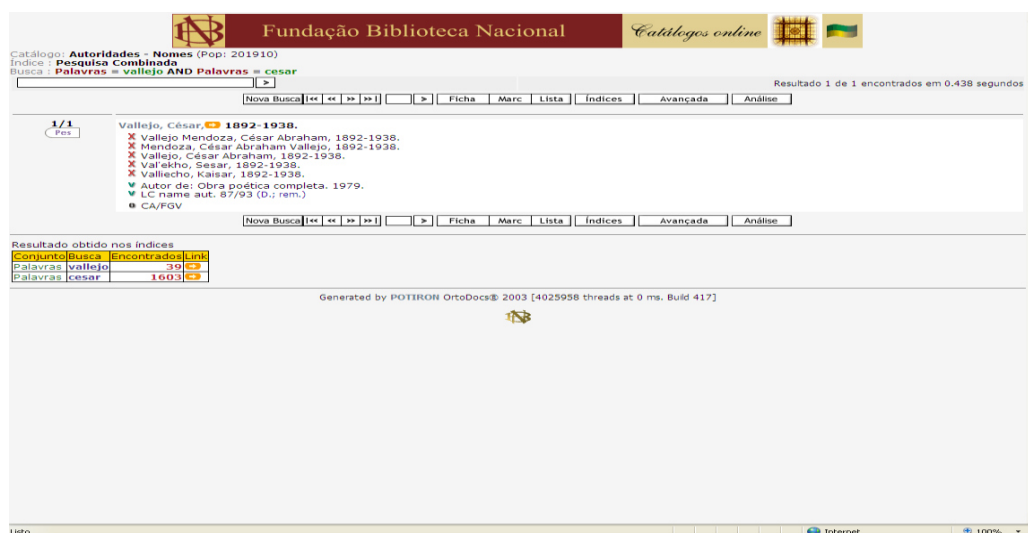 Fundação Biblioteca Nacional Catálogos online
Catálogo: Autoridades - Nomes (Pop: 201910)
Índice : Pesquisa Combinada
Busca : Palavras = vallejo AND Palavras = cesar
>
Resultado 1 de 1 encontrados em 0.438 segundos
Nova Busca |<< << >> >>| > Ficha Marc Lista Índices Avançada Análise
1/1 Vallejo, César, 1892-1938.
Pes
X Vallejo Mendoza, César Abraham, 1892-1938.
X Mendoza, César Abraham Vallejo, 1892-1938.
X Vallejo, César Abraham, 1892-1938.
X Val'ekho, Sesar, 1892-1938.
X Valliecho, Kaisar, 1892-1938.
Autor de: Obra poética completa. 1979.
LC name aut. 87/93 (D.; rem.)
CA/FGV
Nova Busca |<< << >> >>| > Ficha Marc Lista Índices Avançada Análise
Resultado obtido nos índices
Conjunto Busca Encontrados Link
Palavras vallejo 39
Palavras cesar 1603
Generated by POTIRON OrtoDocs® 2003 [4025958 threads at 0 ms. Build 417]
Listo Internet 100%